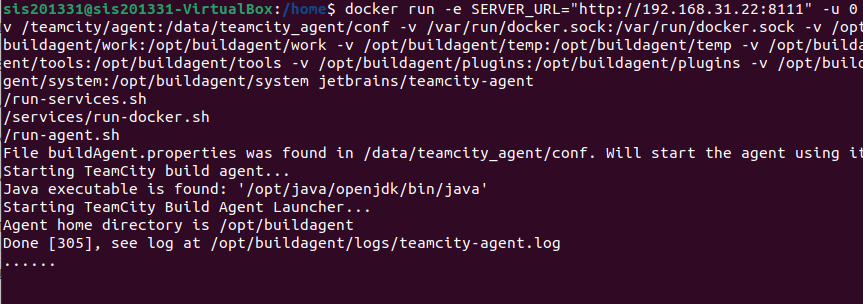 sis201331@sis201331-VirtualBox:/home$ docker run -e SERVER_URL="http://192.168.31.22:8111" -u 0
v /teamcity/agent:/data/teamcity_agent/conf -v /var/run/docker.sock:/var/run/docker.sock -v /opt
buildagent/work:/opt/buildagent/work -v /opt/buildagent/temp:/opt/buildagent/temp -v /opt/builda
ent/tools:/opt/buildagent/tools -v /opt/buildagent/plugins:/opt/buildagent/plugins -v /opt/build
gent/system:/opt/buildagent/system jetbrains/teamcity-agent
/run-services.sh
/services/run-docker.sh
/run-agent.sh
File buildAgent.properties was found in /data/teamcity_agent/conf. Will start the agent using it
Starting TeamCity build agent...
Java executable is found: '/opt/java/openjdk/bin/java'
Starting TeamCity Build Agent Launcher...
Agent home directory is /opt/buildagent
Done [305], see log at /opt/buildagent/logs/teamcity-agent.log
......